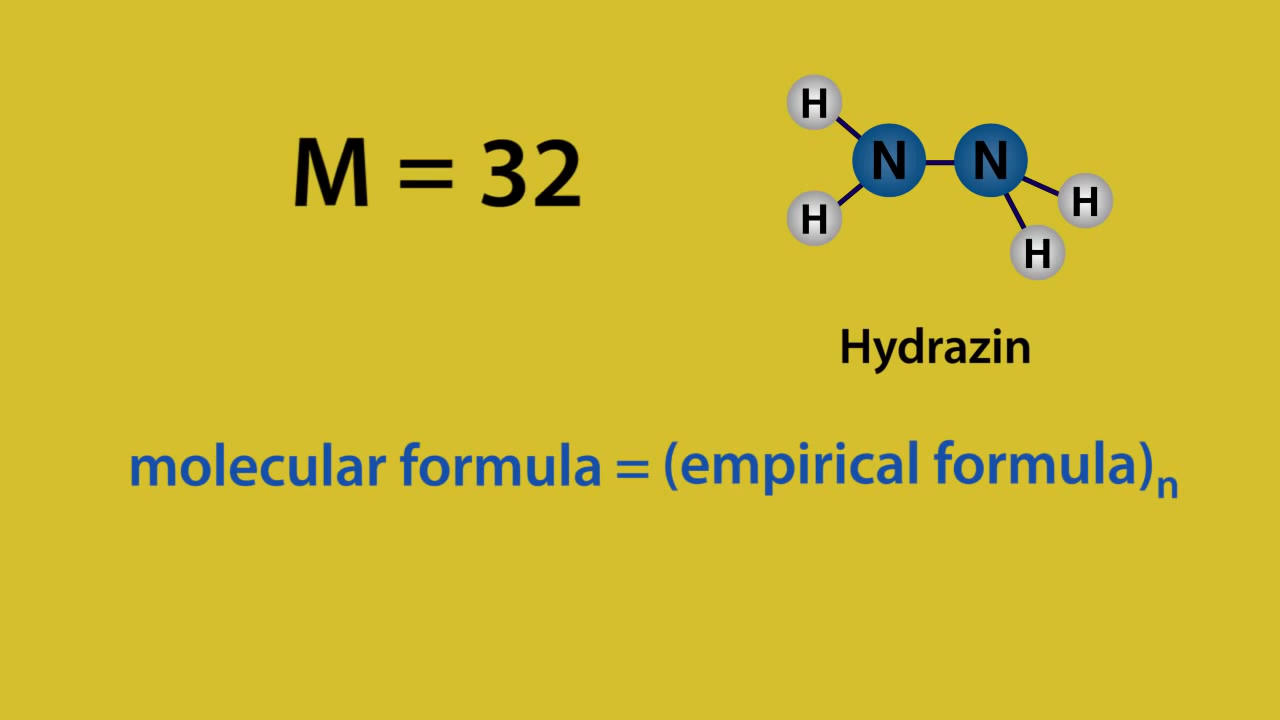 M = 32
H
N N
H
H
H
Hydrazin
molecular formula = (empirical formula)n